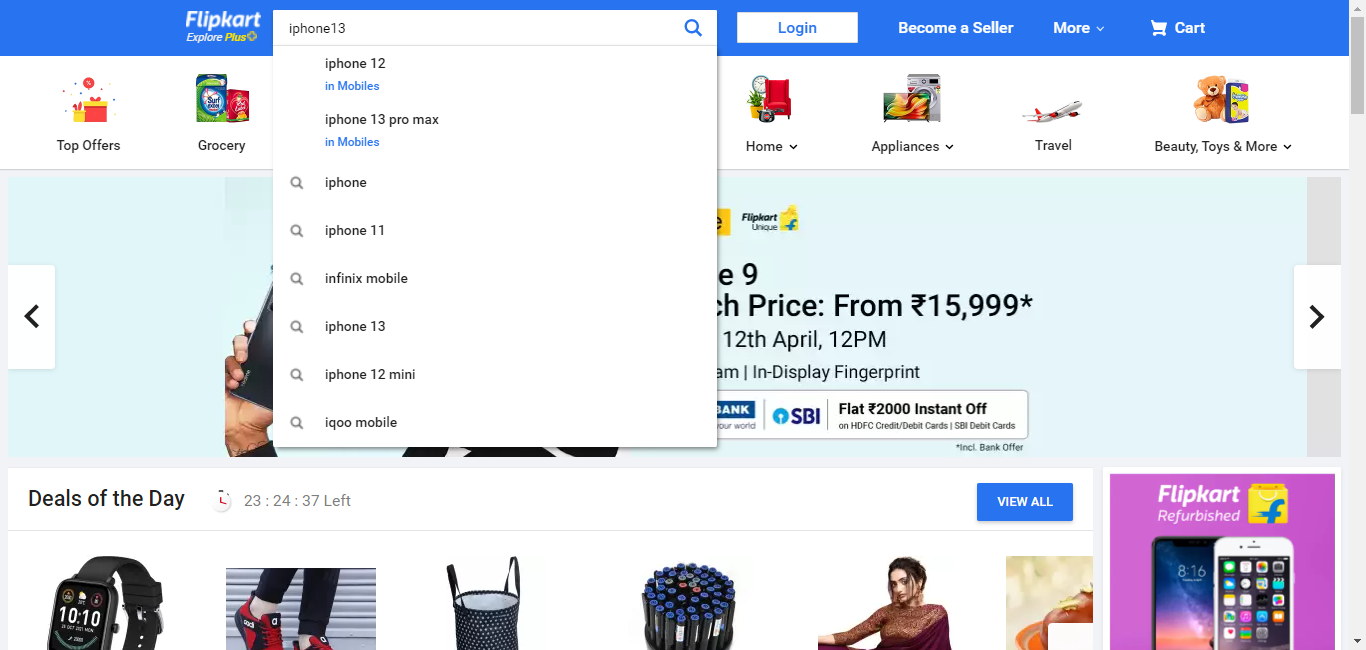 Flipkart
Explore Plus
iphone13
Login
Become a Seller
More
Cart
iphone 12
in Mobiles
iphone 13 pro max
in Mobiles
iphone
iphone 11
infinix mobile
iphone 13
iphone 12 mini
iqoo mobile
Top Offers
Grocery
Home
Appliances
Travel
Beauty, Toys & More
Flipkart
Unique
e 9
ch Price: From ₹15,999*
12th April, 12PM
am | In-Display Fingerprint
BANK
your world
SBI
Flat ₹2000 Instant Off
on HDFC Credit/Debit Cards | SBI Debit Cards
*Incl. Bank Offer
Deals of the Day
23 : 24 : 37 Left
VIEW ALL
Flipkart
Refurbished
8:16
10:10
Surf
excel